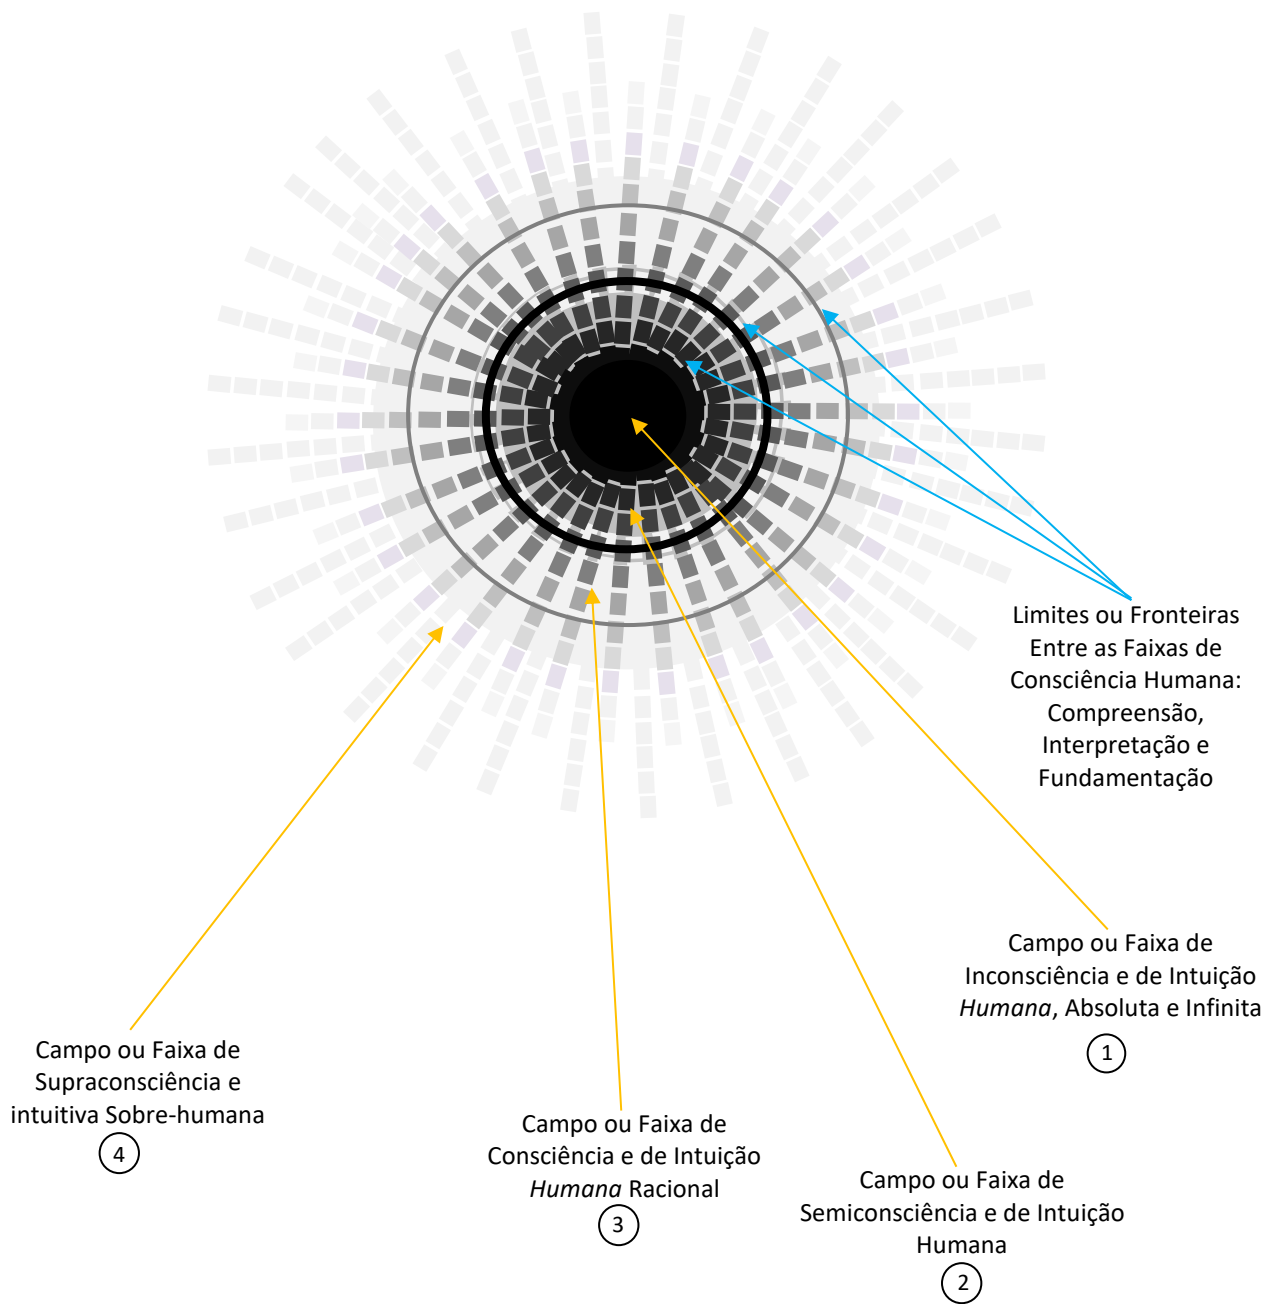 Limites ou Fronteiras
Entre as Faixas de
Consciência Humana:
Compreensão,
Interpretação e
Fundamentação
Campo ou Faixa de
Inconsciência e de Intuição
Humana, Absoluta e Infinita
1
Campo ou Faixa de
Supraconsciência e
intuitiva Sobre-humana
4
Campo ou Faixa de
Consciência e de Intuição
Humana Racional
3
Campo ou Faixa de
Semiconsciência e de Intuição
Humana
2